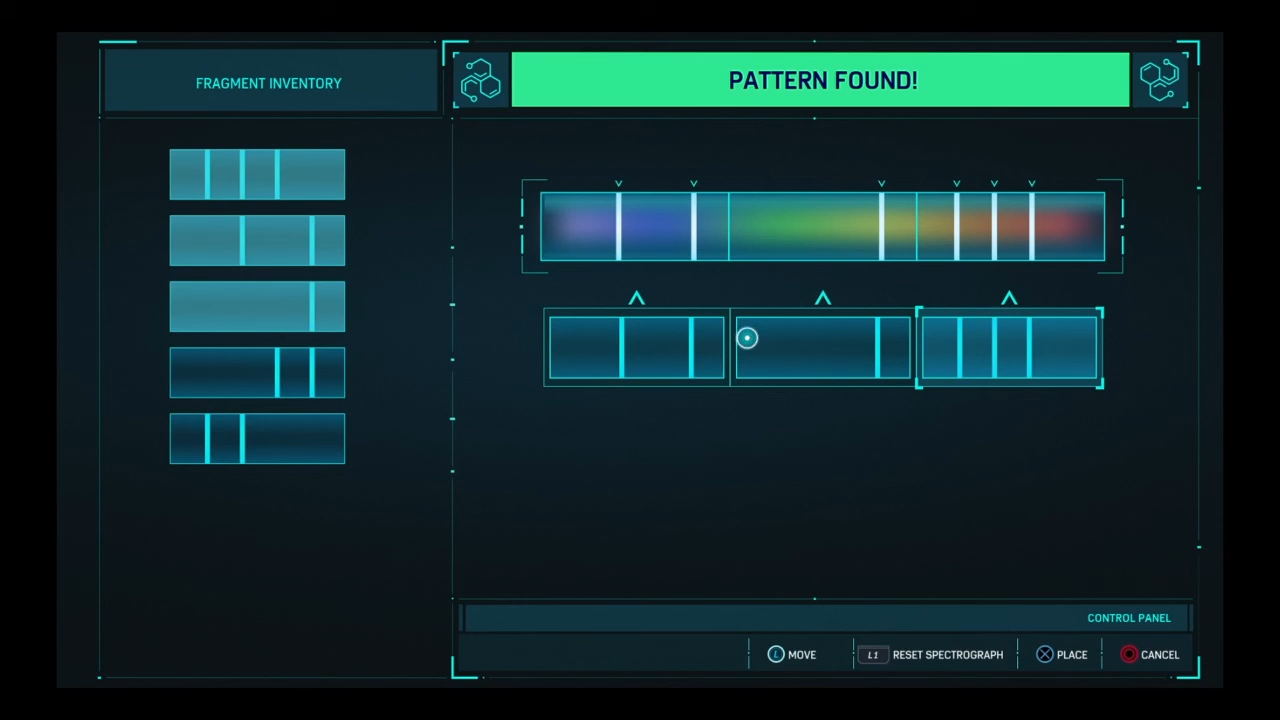 FRAGMENT INVENTORY
PATTERN FOUND!
CONTROL PANEL
L MOVE
L1 RESET SPECTROGRAPH
PLACE
CANCEL